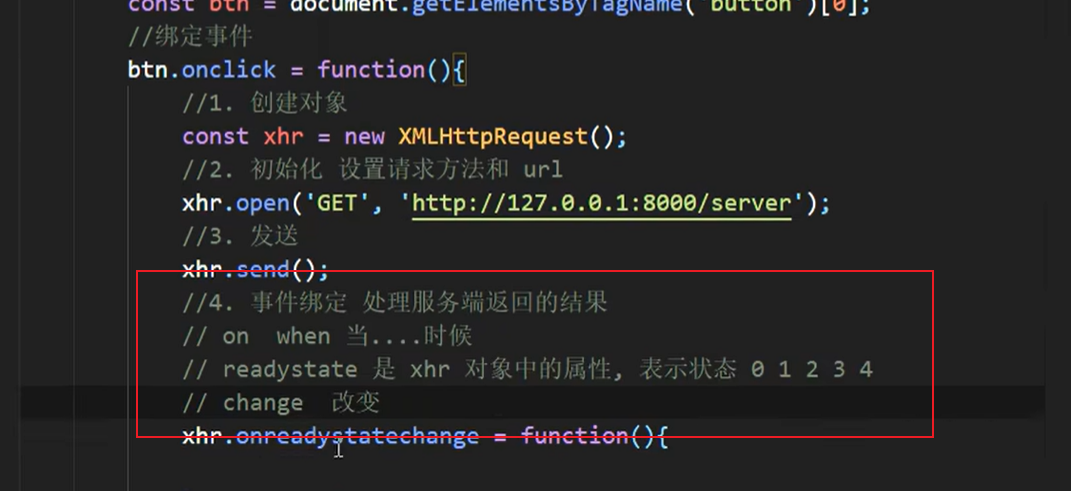 const btn = document.getElementsByTagName('button')[0];
//绑定事件
btn.onclick = function(){
//1. 创建对象
const xhr = new XMLHttpRequest();
//2. 初始化 设置请求方法和 url
xhr.open('GET', 'http://127.0.0.1:8000/server');
//3. 发送
xhr.send();
//4. 事件绑定 处理服务端返回的结果
// on when 当....时候
// readystate 是 xhr 对象中的属性, 表示状态 0 1 2 3 4
// change 改变
xhr.onreadystatechange = function(){